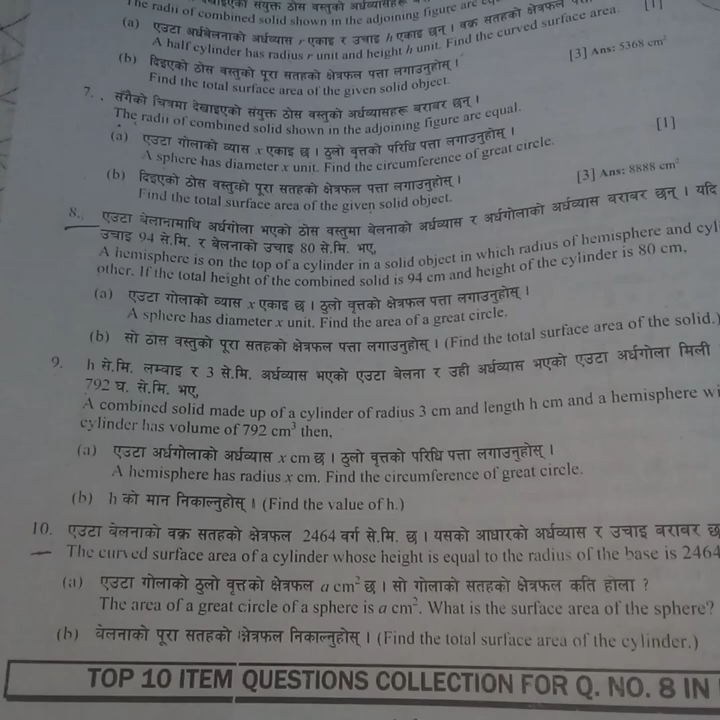 संयुक्त ठोस वस्तुको अर्धव्यासहरू
The radii of combined solid shown in the adjoining figure are
(a) एउटा अर्धबेलनाको अर्धव्यास r एकाइ र उचाइ h एकाइ छन् । वक्र सतहको क्षेत्रफल [1]
A half cylinder has radius r unit and height h unit. Find the curved surface area.
(b) दिइएको ठोस वस्तुको पूरा सतहको क्षेत्रफल पत्ता लगाउनुहोस् । [3] Ans: 5368 cm²
Find the total surface area of the given solid object.
7. सँगैको चित्रमा देखाइएको संयुक्त ठोस वस्तुको अर्धव्यासहरू बराबर छन् ।
The radii of combined solid shown in the adjoining figure are equal.
(a) एउटा गोलाको व्यास x एकाइ छ । ठुलो वृत्तको परिधि पत्ता लगाउनुहोस् । [1]
A sphere has diameter x unit. Find the circumference of great circle.
(b) दिइएको ठोस वस्तुको पूरा सतहको क्षेत्रफल पत्ता लगाउनुहोस् । [3] Ans: 8888 cm²
Find the total surface area of the given solid object.
8. एउटा बेलनामाथि अर्धगोला भएको ठोस वस्तुमा बेलनाको अर्धव्यास र अर्धगोलाको अर्धव्यास बराबर छन् । यदि
उचाइ 94 से.मि. र बेलनाको उचाइ 80 से.मि. भए,
A hemisphere is on the top of a cylinder in a solid object in which radius of hemisphere and cyl
other. If the total height of the combined solid is 94 cm and height of the cylinder is 80 cm,
(a) एउटा गोलाको व्यास x एकाइ छ । ठुलो वृत्तको क्षेत्रफल पत्ता लगाउनुहोस् ।
A sphere has diameter x unit. Find the area of a great circle.
(b) सो ठोस वस्तुको पूरा सतहको क्षेत्रफल पत्ता लगाउनुहोस् । (Find the total surface area of the solid.)
9. h से.मि. लम्वाइ र 3 से.मि. अर्धव्यास भएको एउटा बेलना र उही अर्धव्यास भएको एउटा अर्धगोला मिली
792 घ. से.मि. भए,
A combined solid made up of a cylinder of radius 3 cm and length h cm and a hemisphere wi
cylinder has volume of 792 cm³ then,
(a) एउटा अर्धगोलाको अर्धव्यास x cm छ । ठुलो वृत्तको परिधि पत्ता लगाउनुहोस् ।
A hemisphere has radius x cm. Find the circumference of great circle.
(b) h को मान निकाल्नुहोस् । (Find the value of h.)
10. एउटा बेलनाको वक्र सतहको क्षेत्रफल 2464 वर्ग से.मि. छ । यसको आधारको अर्धव्यास र उचाइ बराबर छ
The curved surface area of a cylinder whose height is equal to the radius of the base is 2464
(a) एउटा गोलाको ठुलो वृत्तको क्षेत्रफल a cm² छ । सो गोलाको सतहको क्षेत्रफल कति होला ?
The area of a great circle of a sphere is a cm². What is the surface area of the sphere?
(b) बेलनाको पूरा सतहको क्षेत्रफल निकाल्नुहोस् । (Find the total surface area of the cylinder.)
TOP 10 ITEM QUESTIONS COLLECTION FOR Q. NO. 8 IN